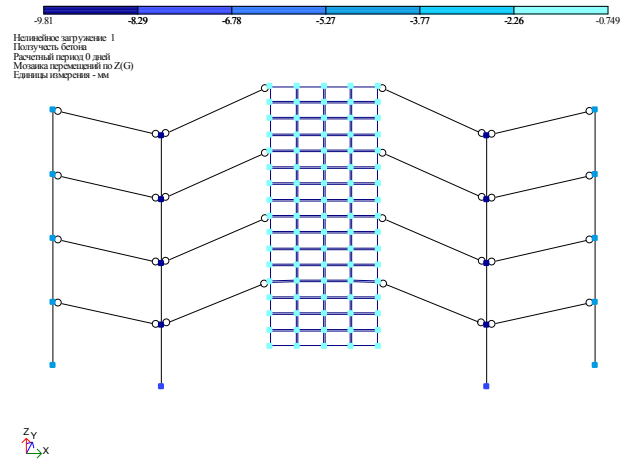 -9.81 -8.29 -6.78 -5.27 -3.77 -2.26 -0.749
Нелинейное загружение 1
Ползучесть бетона
Расчетный период 0 дней
Мозаика перемещений по Z(G)
Единицы измерения - мм
Z
Y
X